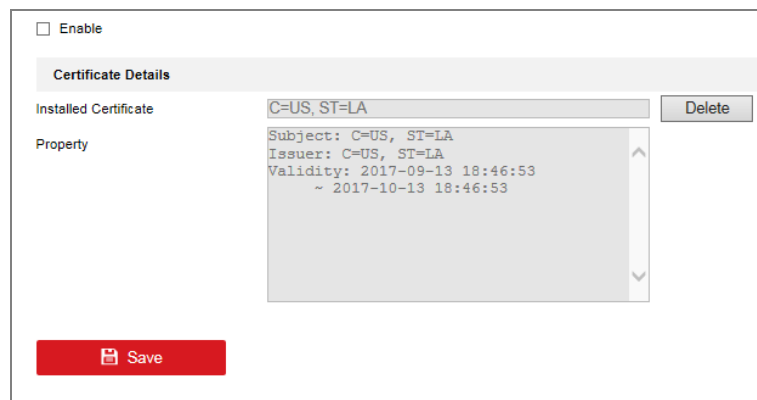 Enable
Certificate Details
Installed Certificate C=US, ST=LA Delete
Property
Subject: C=US, ST=LA
Issuer: C=US, ST=LA
Validity: 2017-09-13 18:46:53
~ 2017-10-13 18:46:53
Save